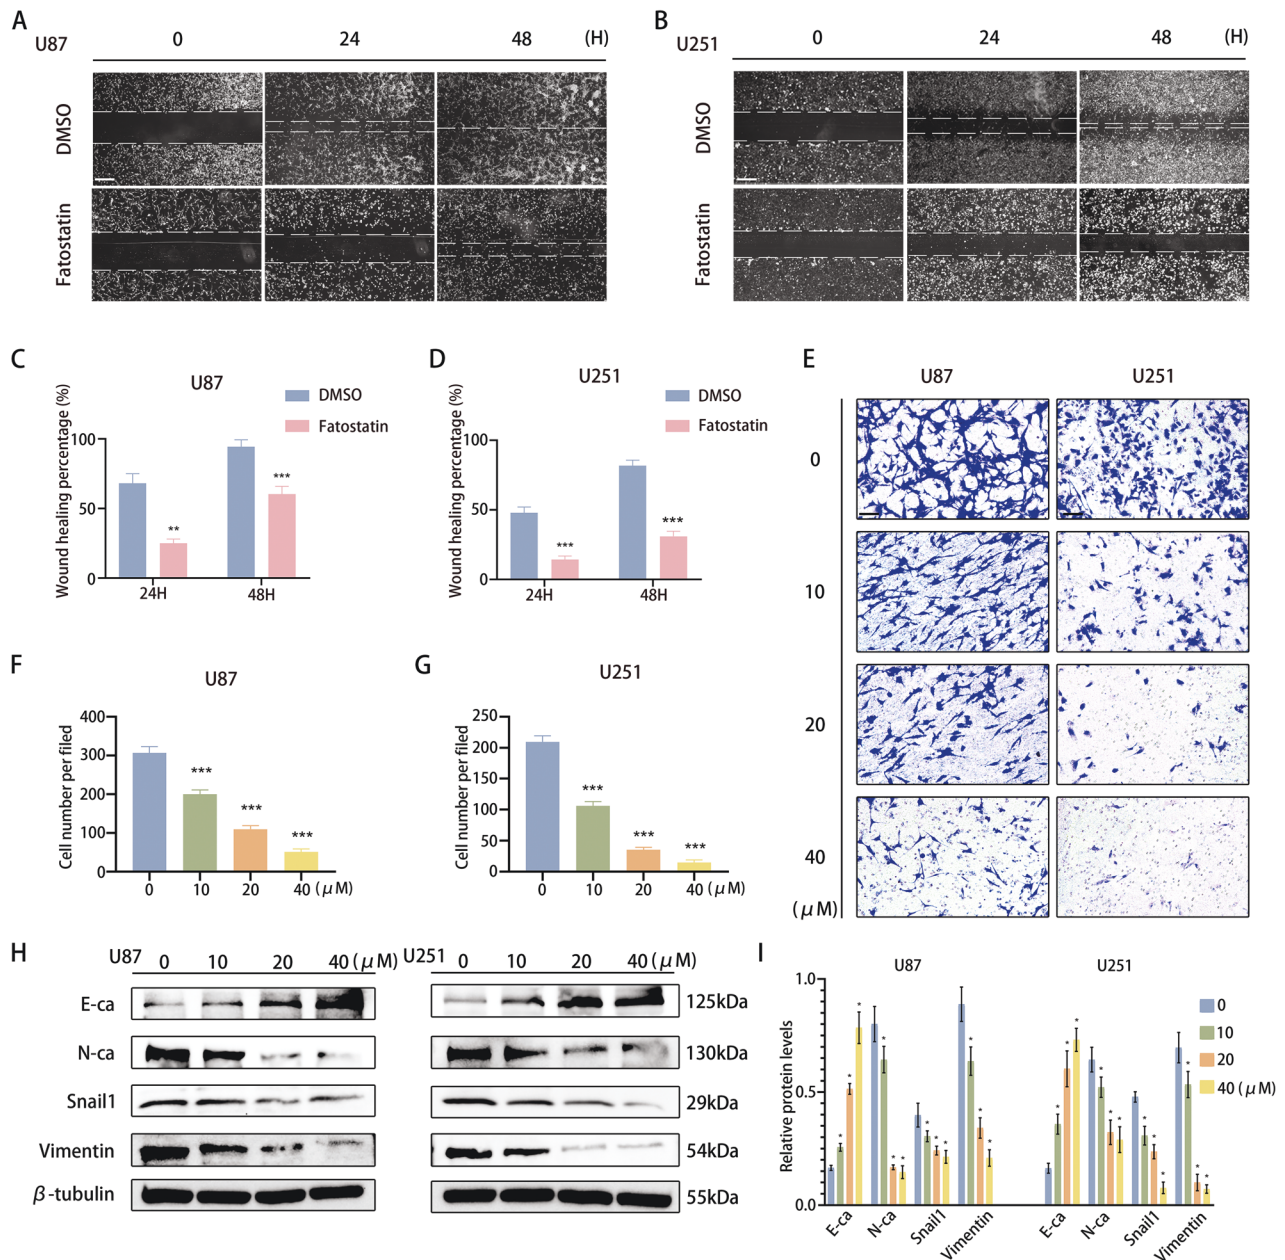 A
U87
0
24
48
(H)
DMSO
Fatostatin
B
U251
0
24
48
(H)
DMSO
Fatostatin
C
U87
DMSO
Fatostatin
Wound healing percentage (%)
100
50
0
**
***
24H
48H
D
U251
DMSO
Fatostatin
Wound healing percentage (%)
100
50
0
***
***
24H
48H
E
U87
U251
0
10
20
40
(μM)
F
U87
Cell number per filed
400
300
200
100
0
***
***
***
0 10 20 40 (μM)
G
U251
Cell number per filed
250
200
150
100
50
0
***
***
***
0 10 20 40 (μM)
H
U87 0 10 20 40 (μM)
U251 0 10 20 40 (μM)
E-ca 125kDa
N-ca 130kDa
Snail1 29kDa
Vimentin 54kDa
β-tubulin 55kDa
I
U87
U251
Relative protein levels
1.0
0.5
0.0
* * *
* * *
* * *
* * *
* * *
* * *
* * *
* * *
E-ca N-ca Snail1 Vimentin
E-ca N-ca Snail1 Vimentin
0
10
20
40 (μM)